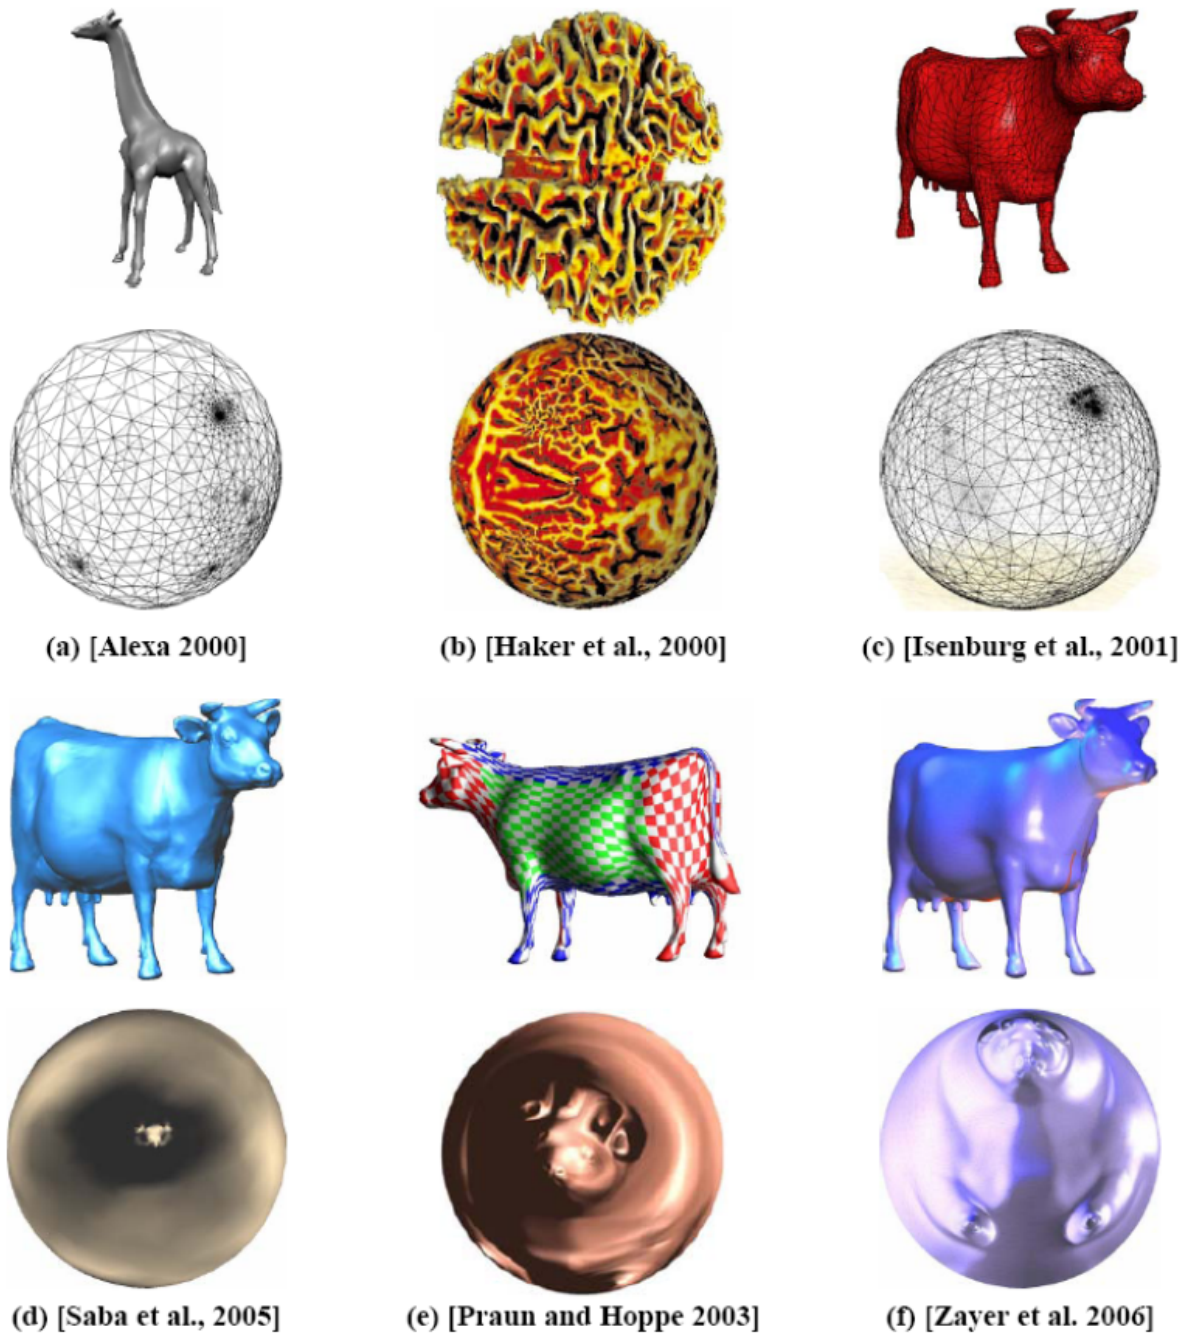 (a) [Alexa 2000]
(b) [Haker et al., 2000]
(c) [Isenburg et al., 2001]
(d) [Saba et al., 2005]
(e) [Praun and Hoppe 2003]
(f) [Zayer et al. 2006]